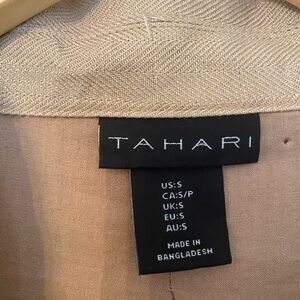 TAHARI
US:S
CA:S/P
UK:S
EU:S
AU:S
MADE IN
BANGLADESH